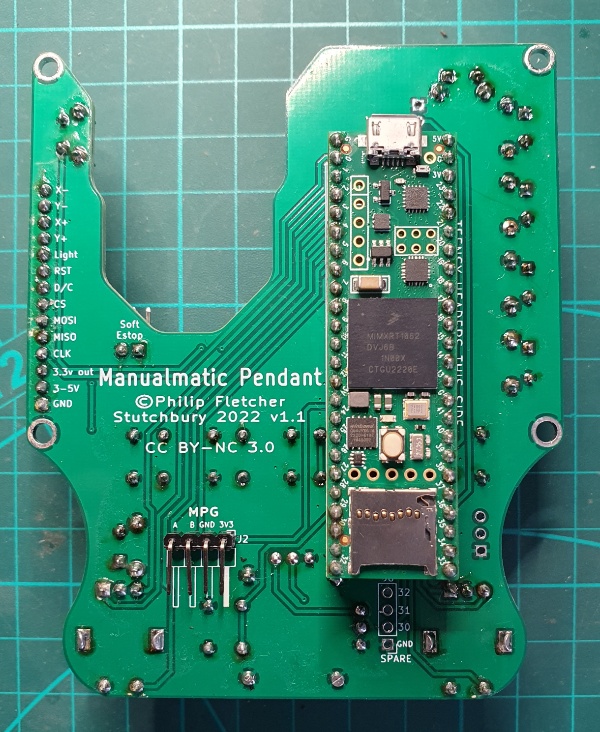 5V
G
3V
X-
Y-
X+
Y+
Light
RST
D/C
CS
MOSI
MISO
CLK
3.3v out
3-5V
GND
Soft
Estop
MIMXRT1062
DVJ6B
1N00X
CTGU2226E
Manualmatic Pendant
©Philip Fletcher
Stutchbury 2022 v1.1
CC BY-NC 3.0
MPG
A B GND 3V3
J2
32
31
30
GND
SPARE